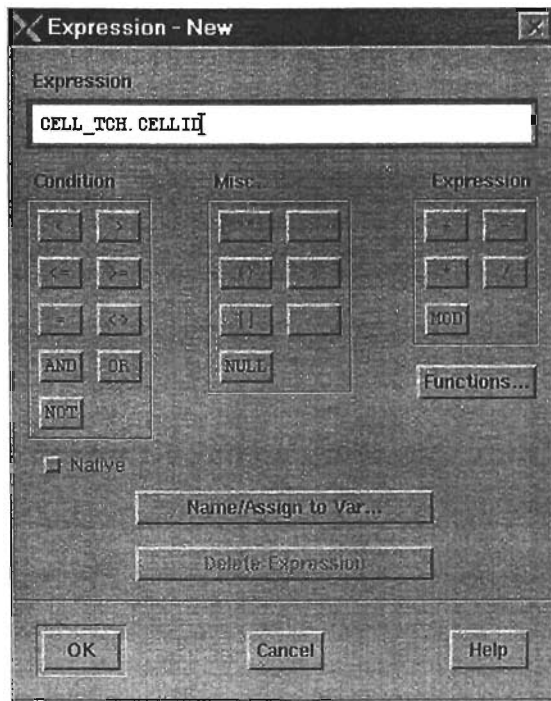 Expression - New
Expression
CELL_TCH.CELLID
Condition Misc. Expression
< >
<= >= () * /
= <> [] MOD
AND OR NULL Functions...
NOT
Native
Name/Assign to Var...
Delete Expression
OK Cancel Help